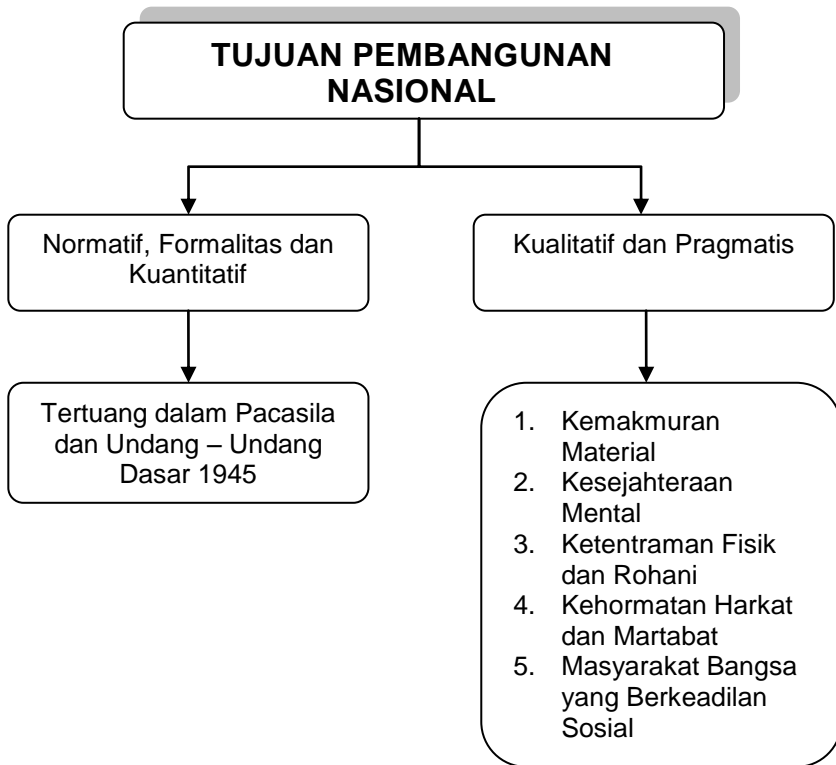 TUJUAN PEMBANGUNAN
NASIONAL
Normatif, Formalitas dan
Kuantitatif
Kualitatif dan Pragmatis
Tertuang dalam Pacasila
dan Undang – Undang
Dasar 1945
1. Kemakmuran
Material
2. Kesejahteraan
Mental
3. Ketentraman Fisik
dan Rohani
4. Kehormatan Harkat
dan Martabat
5. Masyarakat Bangsa
yang Berkeadilan
Sosial